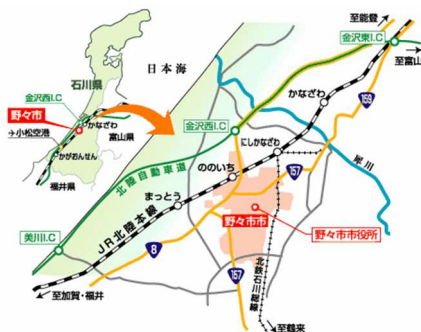 至能登
金沢東I.C
至富山
石川県
日本海
金沢西I.C
かなざわ
野々市
かなざわ
159
→小松空港
富山県
金沢西I.C
にしかなざわ
かがおんせん
犀川
北陸自動車道
ののいち
157
福井県
まっとう
野々市市
野々市市役所
美川I.C
JR北陸本線
8
157
北鉄石川総線
至加賀・福井
至鶴来